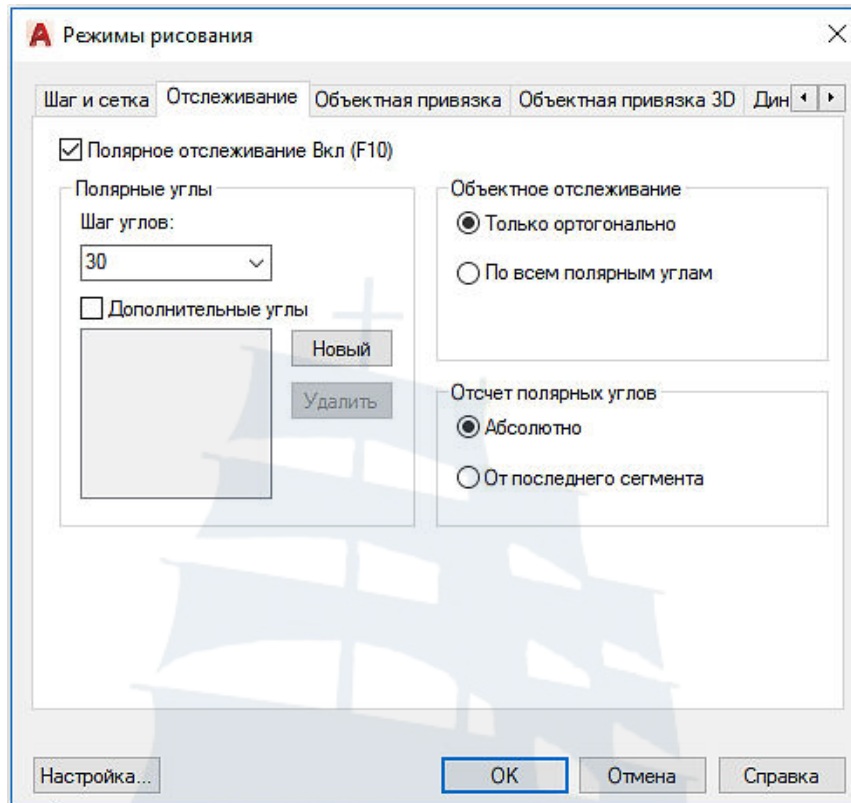 Режимы рисования
Шаг и сетка Отслеживание Объектная привязка Объектная привязка 3D Дин
Полярное отслеживание Вкл (F10)
Полярные углы
Шаг углов:
30
Дополнительные углы
Новый
Удалить
Объектное отслеживание
Только ортогонально
По всем полярным углам
Отсчет полярных углов
Абсолютно
От последнего сегмента
Настройка... OK Отмена Справка